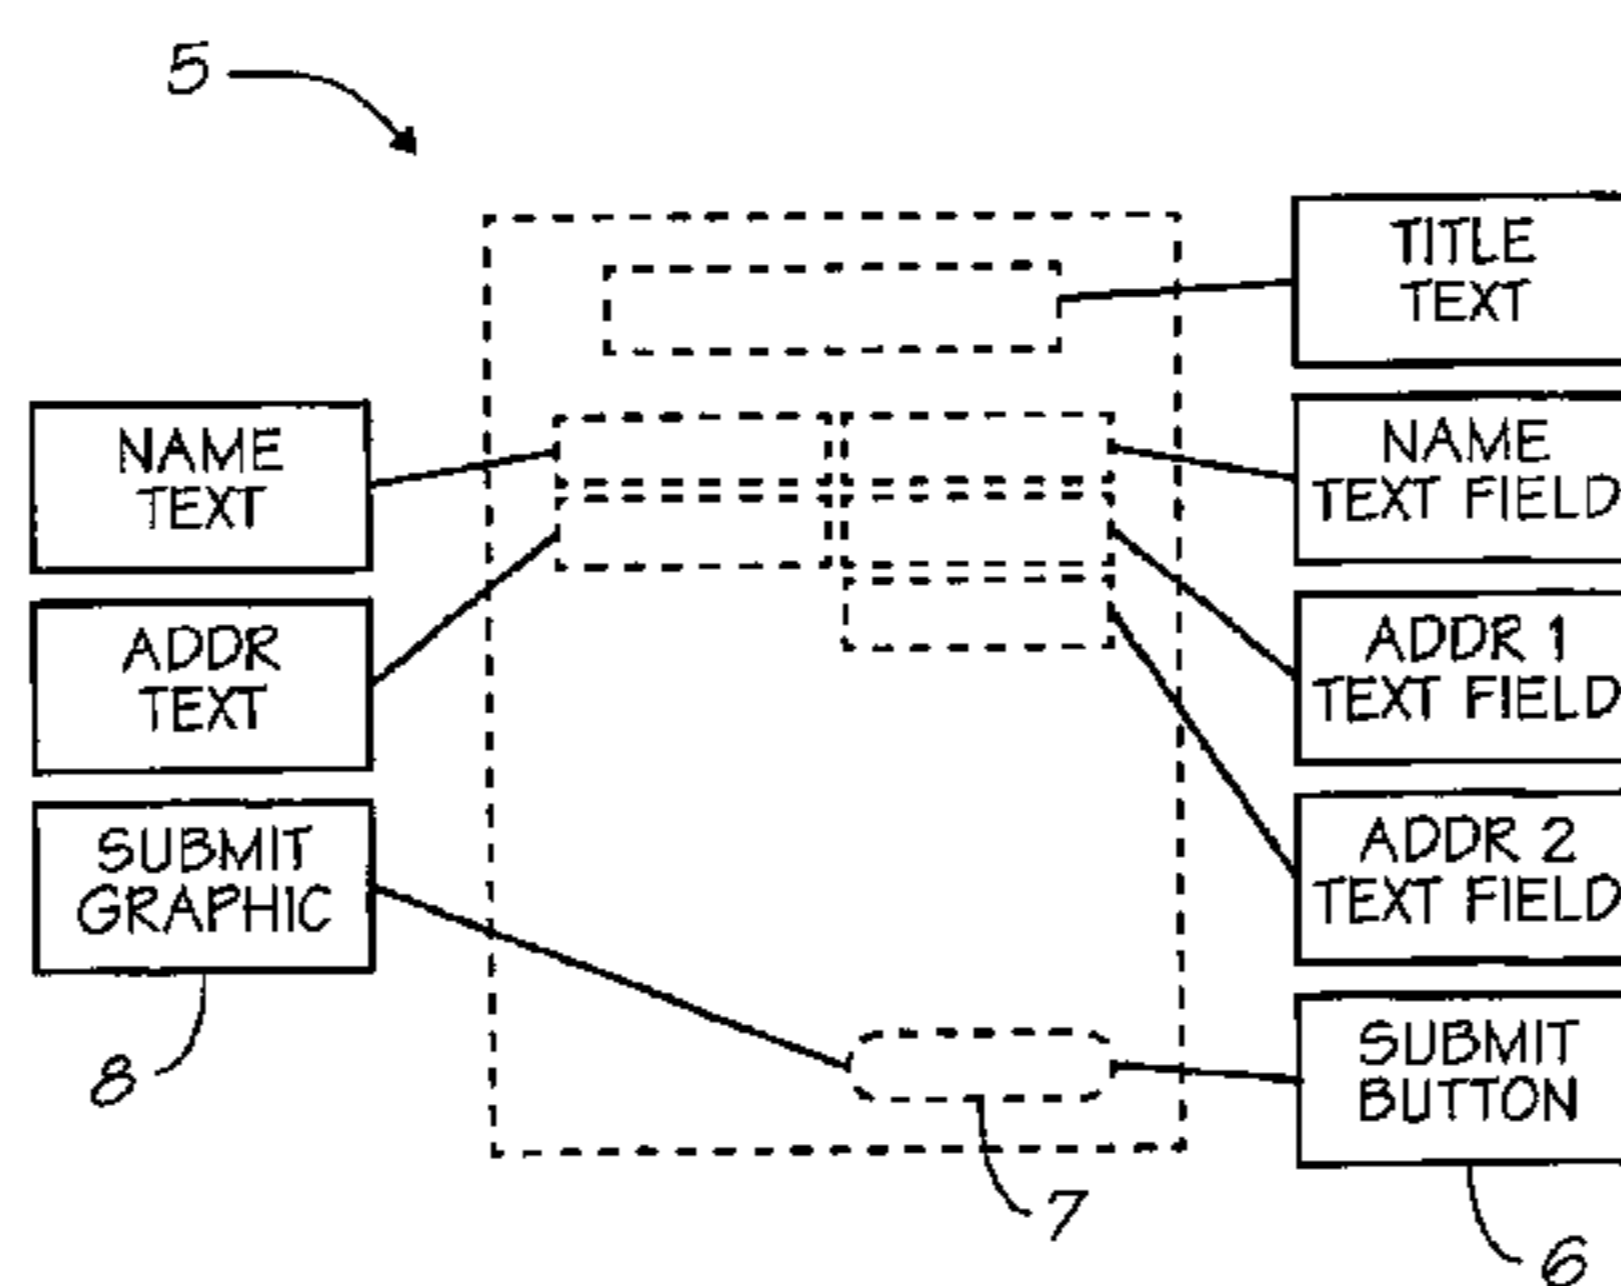 5
TITLE
TEXT
NAME
TEXT
NAME
TEXT FIELD
ADDR
TEXT
ADDR 1
TEXT FIELD
SUBMIT
GRAPHIC
ADDR 2
TEXT FIELD
SUBMIT
BUTTON
8
7
6